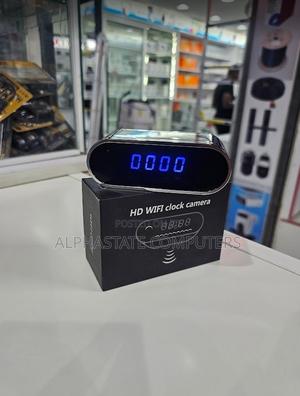 0000
ALPHASTATE COMPUTERS
HD WIFI clock camera